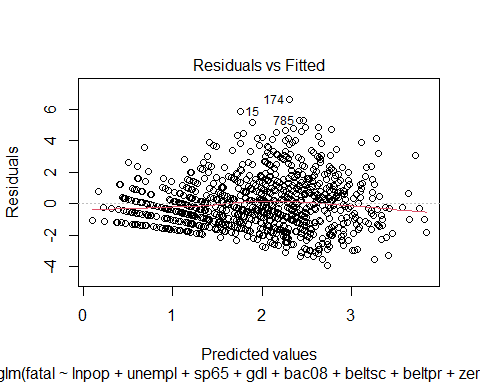 Residuals vs Fitted
Residuals
6
4
2
0
-2
-4
174
15
785
0 1 2 3
Predicted values
glm(fatal ~ lnpop + unempl + sp65 + gdl + bac08 + beltsc + beltpr + zer